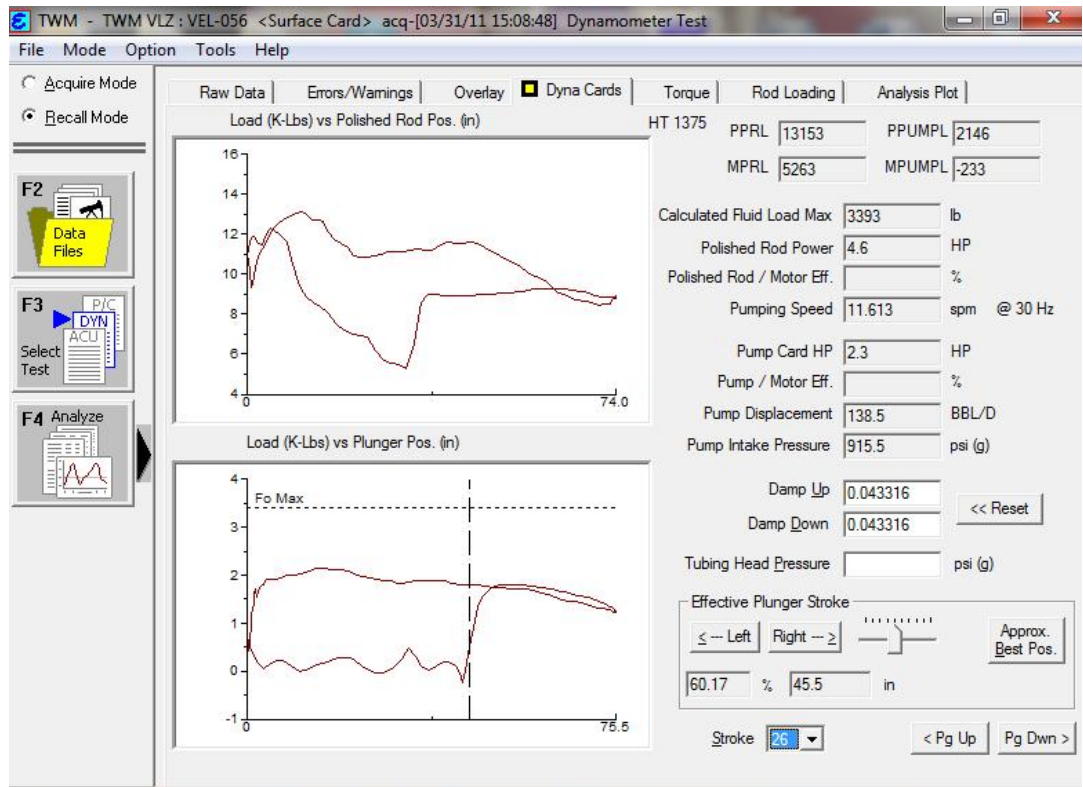 TWM - TWM VLZ : VEL-056 <Surface Card> acq-[03/31/11 15:08:48] Dynamometer Test
File Mode Option Tools Help
Acquire Mode
Recall Mode
F2
Data
Files
F3
P/C
DYN
ACU
Select
Test
F4 Analyze
Raw Data Errors/Warnings Overlay Dyna Cards Torque Rod Loading Analysis Plot
Load (K-Lbs) vs Polished Rod Pos. (in)
16
14
12
10
8
6
4
0 74.0
Load (K-Lbs) vs Plunger Pos. (in)
4
Fo Max
3
2
1
0
-1
0 75.5
HT 1375 PPRL 13153 PPUMPL 2146
MPRL 5263 MPUMPL -233
Calculated Fluid Load Max 3393 lb
Polished Rod Power 4.6 HP
Polished Rod / Motor Eff. %
Pumping Speed 11.613 spm @ 30 Hz
Pump Card HP 2.3 HP
Pump / Motor Eff. %
Pump Displacement 138.5 BBL/D
Pump Intake Pressure 915.5 psi (g)
Damp Up 0.043316
<< Reset
Damp Down 0.043316
Tubing Head Pressure psi (g)
Effective Plunger Stroke
< --- Left Right --- >
Approx.
Best Pos.
60.17 % 45.5 in
Stroke 26 < Pg Up Pg Dwn >